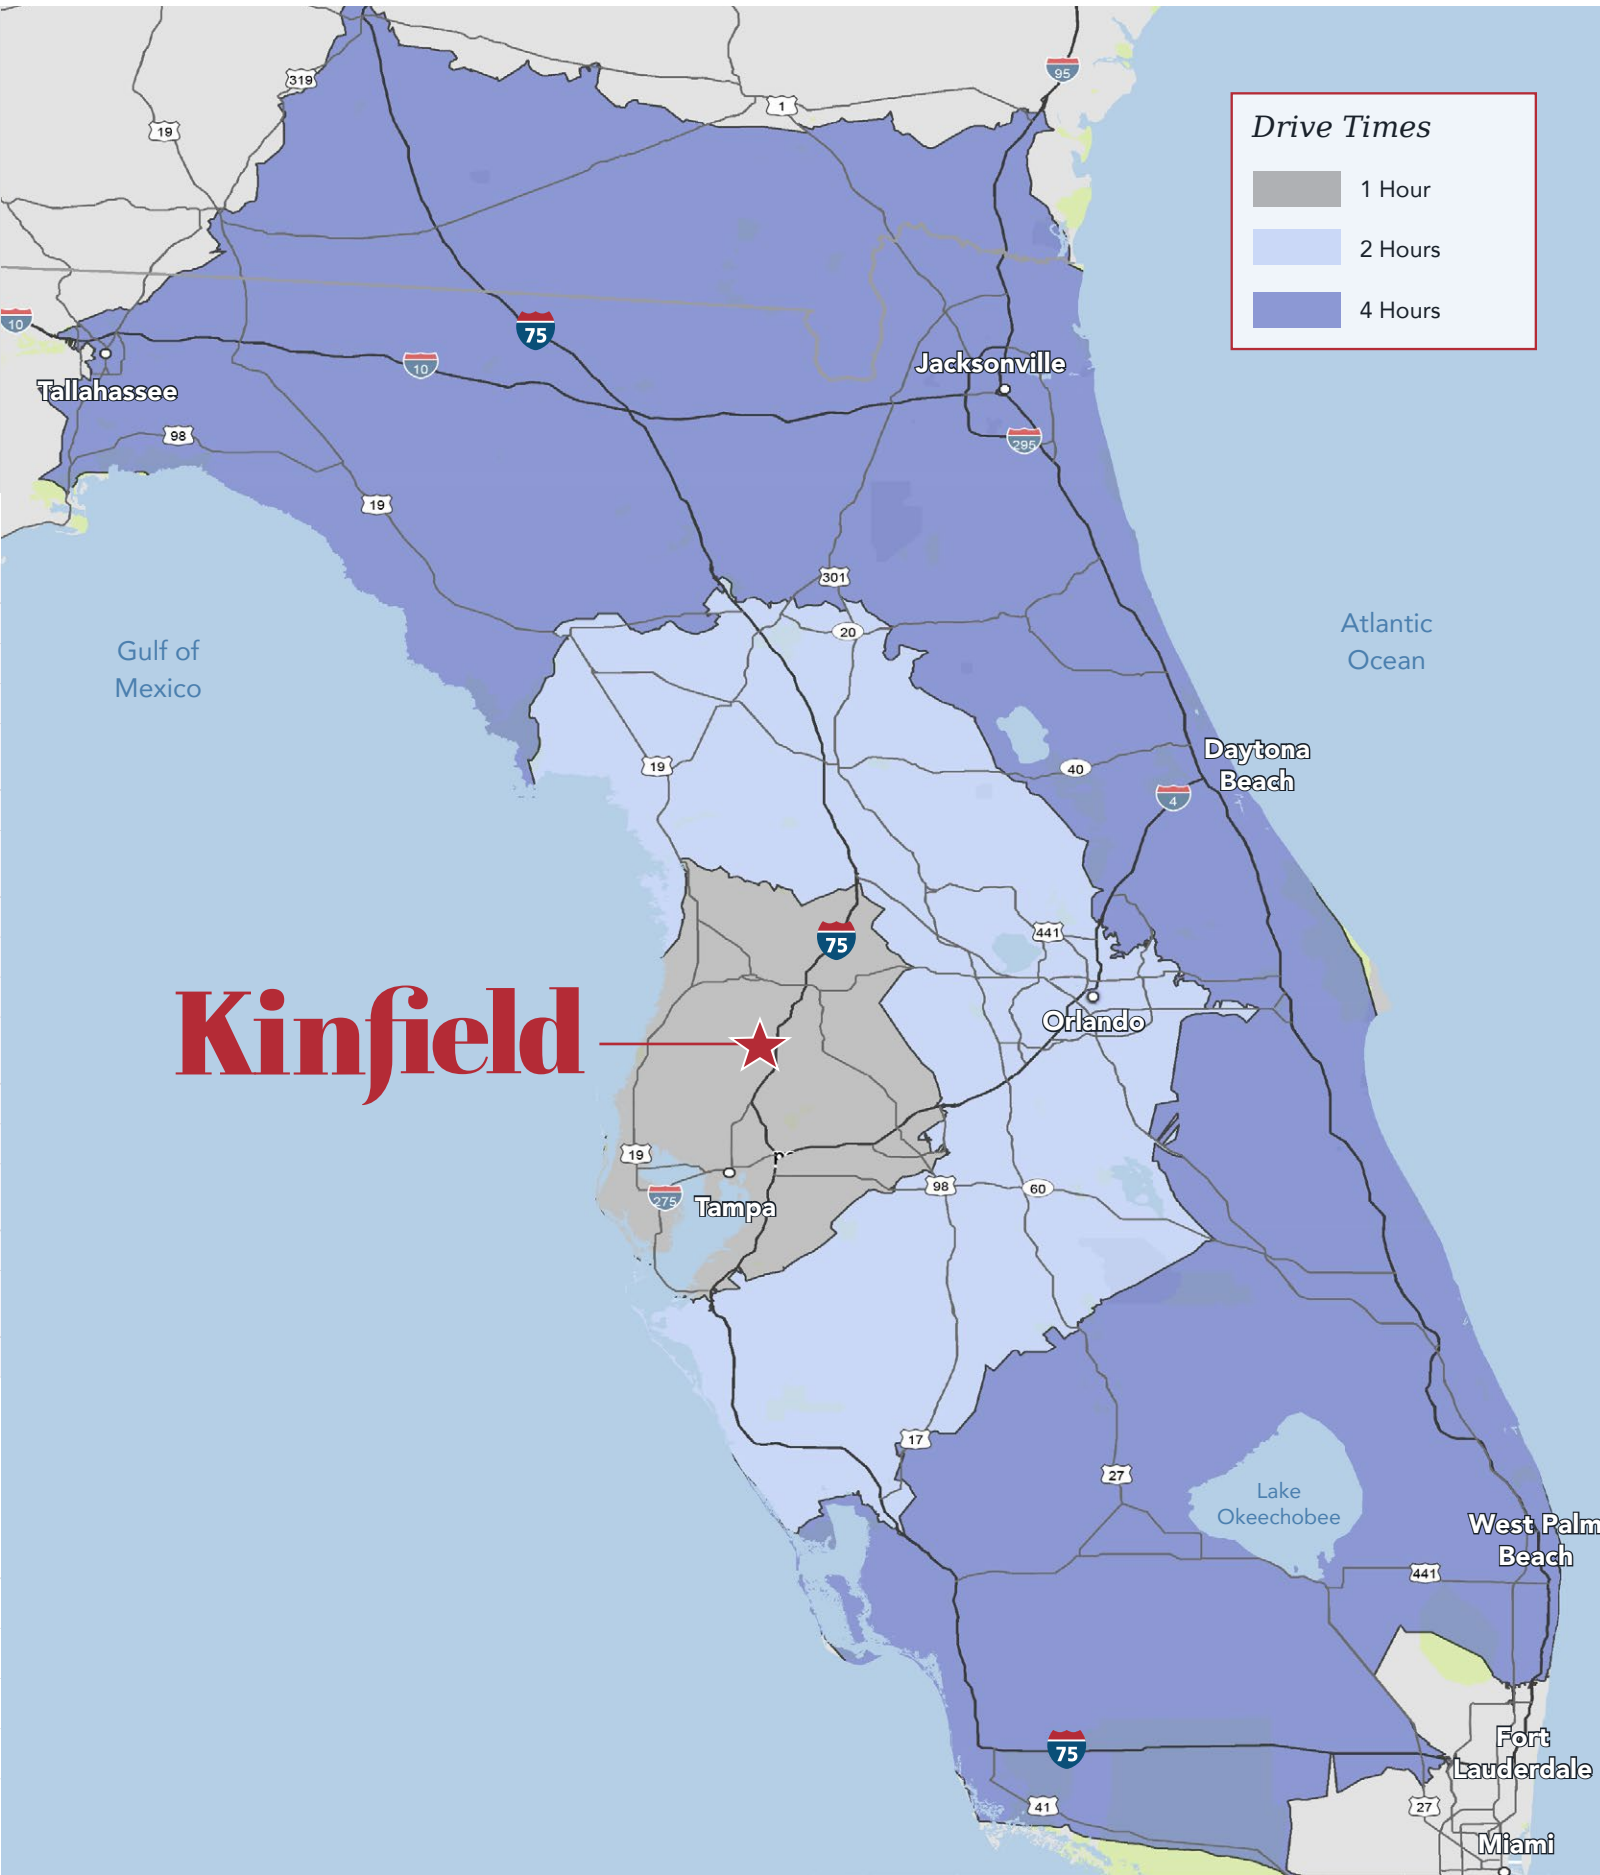 95
319
1
19
Drive Times
1 Hour
2 Hours
4 Hours
10
75
10
Jacksonville
Tallahassee
98
295
19
301
20
Gulf of
Mexico
Atlantic
Ocean
19
40
Daytona
Beach
4
441
75
Kinfield
Orlando
19
98
60
275
Tampa
17
27
Lake
Okeechobee
West Palm
Beach
441
75
Fort
Lauderdale
41
27
Miami